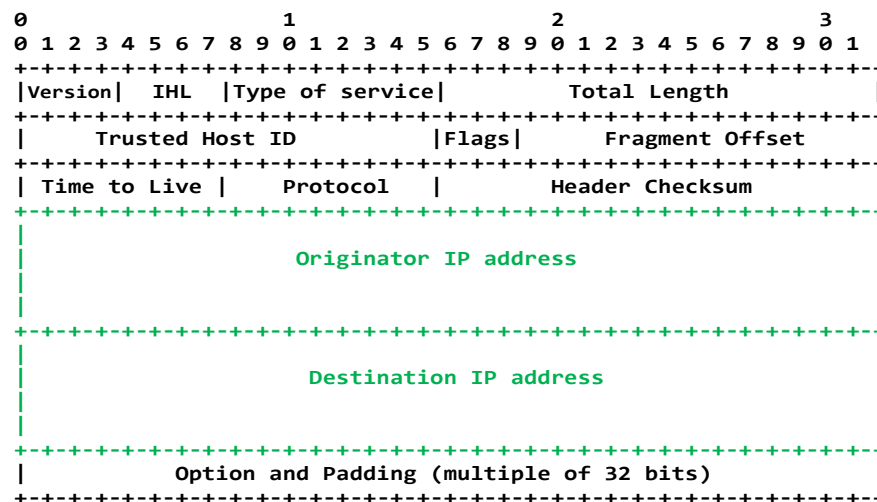 0                   1                   2                   3
0 1 2 3 4 5 6 7 8 9 0 1 2 3 4 5 6 7 8 9 0 1 2 3 4 5 6 7 8 9 0 1
+-+-+-+-+-+-+-+-+-+-+-+-+-+-+-+-+-+-+-+-+-+-+-+-+-+-+-+-+-+-+-+--
|Version|  IHL  |Type of service|         Total Length          |
+-+-+-+-+-+-+-+-+-+-+-+-+-+-+-+-+-+-+-+-+-+-+-+-+-+-+-+-+-+-+-+--
|     Trusted Host ID           |Flags|      Fragment Offset
+-+-+-+-+-+-+-+-+-+-+-+-+-+-+-+-+-+-+-+-+-+-+-+-+-+-+-+-+-+-+-+--
| Time to Live |    Protocol   |        Header Checksum
+-+-+-+-+-+-+-+-+-+-+-+-+-+-+-+-+-+-+-+-+-+-+-+-+-+-+-+-+-+-+-+--
|
|                    Originator IP address
|
|
+-+-+-+-+-+-+-+-+-+-+-+-+-+-+-+-+-+-+-+-+-+-+-+-+-+-+-+-+-+-+-+--
|
|                     Destination IP address
|
|
+-+-+-+-+-+-+-+-+-+-+-+-+-+-+-+-+-+-+-+-+-+-+-+-+-+-+-+-+-+-+-+--
|           Option and Padding (multiple of 32 bits)
+-+-+-+-+-+-+-+-+-+-+-+-+-+-+-+-+-+-+-+-+-+-+-+-+-+-+-+-+-+-+-+--